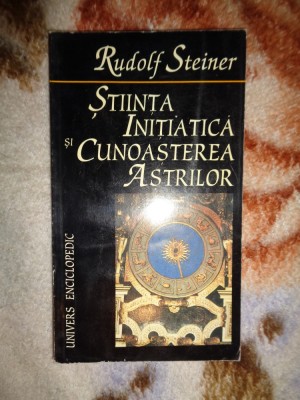 Rudolf Steiner
Știința
Inițiatică
și Cunoașterea
Aștrilor
UNIVERS ENCICLOPEDIC